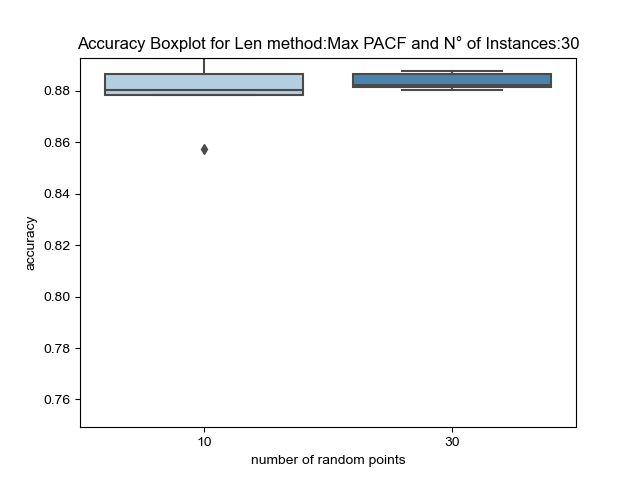 Accuracy Boxplot for Len method:Max PACF and N° of Instances:30
accuracy
0.88
0.86
0.84
0.82
0.80
0.78
0.76
10 30
number of random points